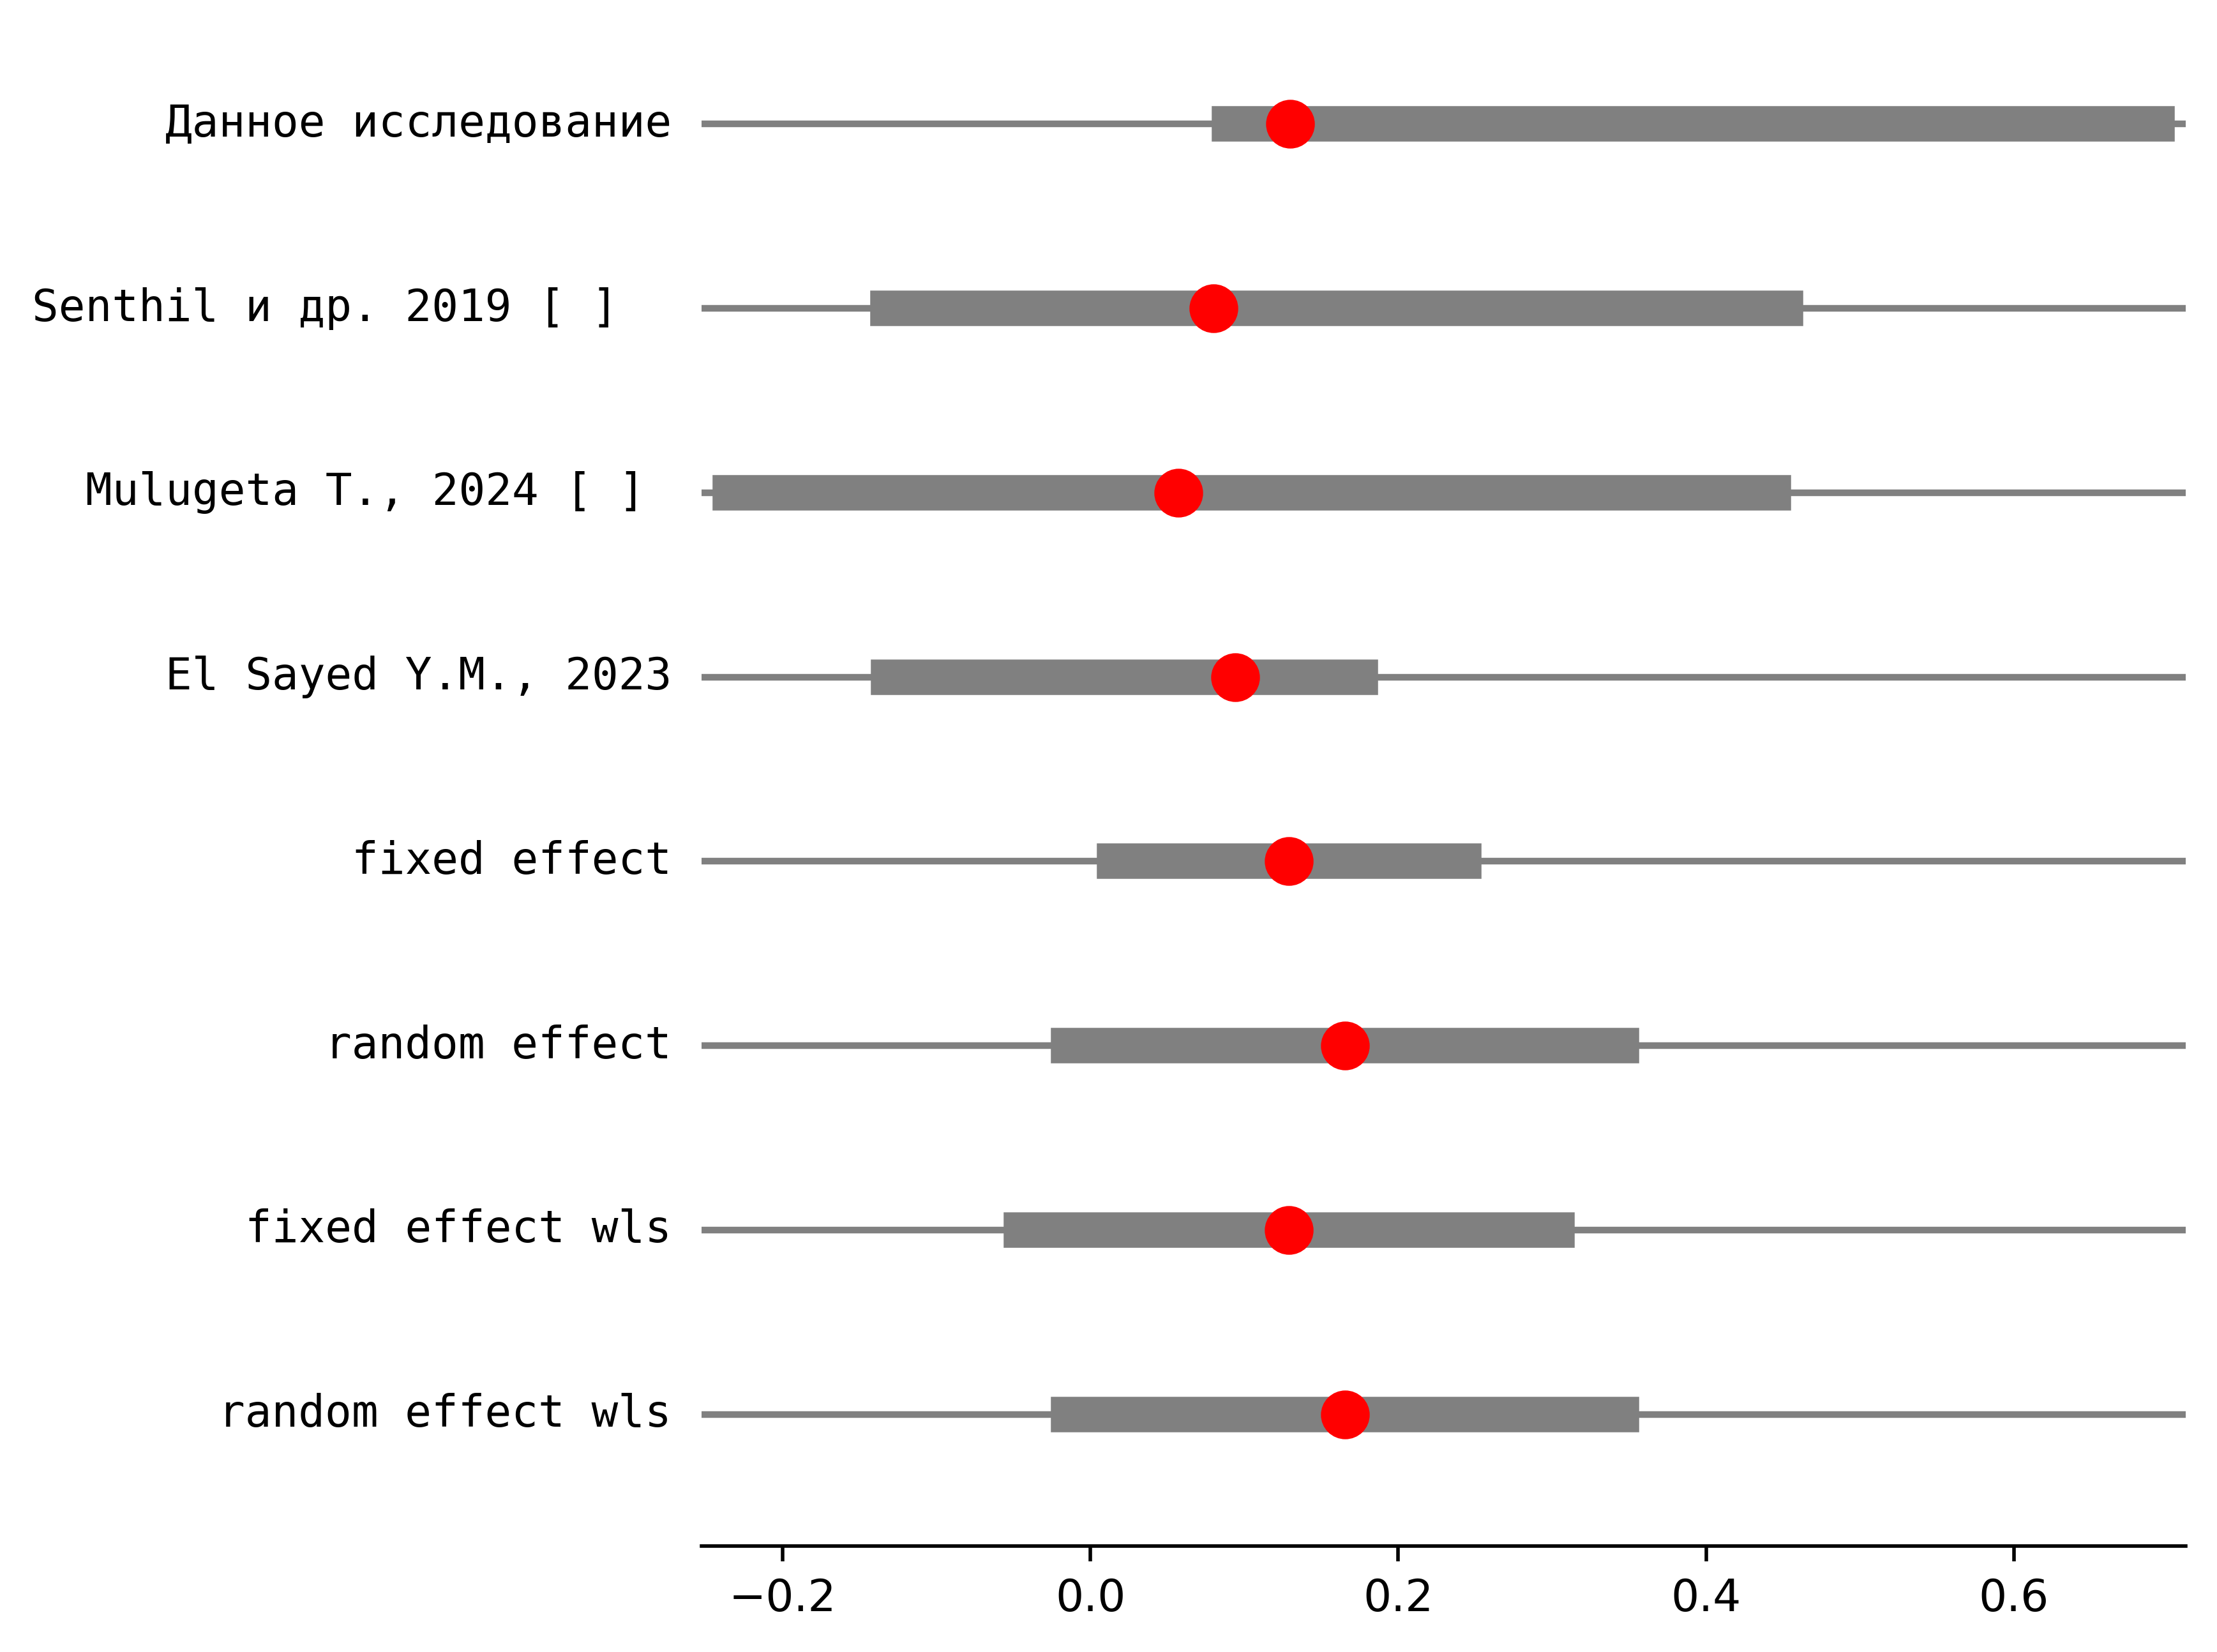 Данное исследование
Senthil и др. 2019 [ ]
Mulugeta T., 2024 [ ]
El Sayed Y.M., 2023
fixed effect
random effect
fixed effect wls
random effect wls
−0.2 0.0 0.2 0.4 0.6